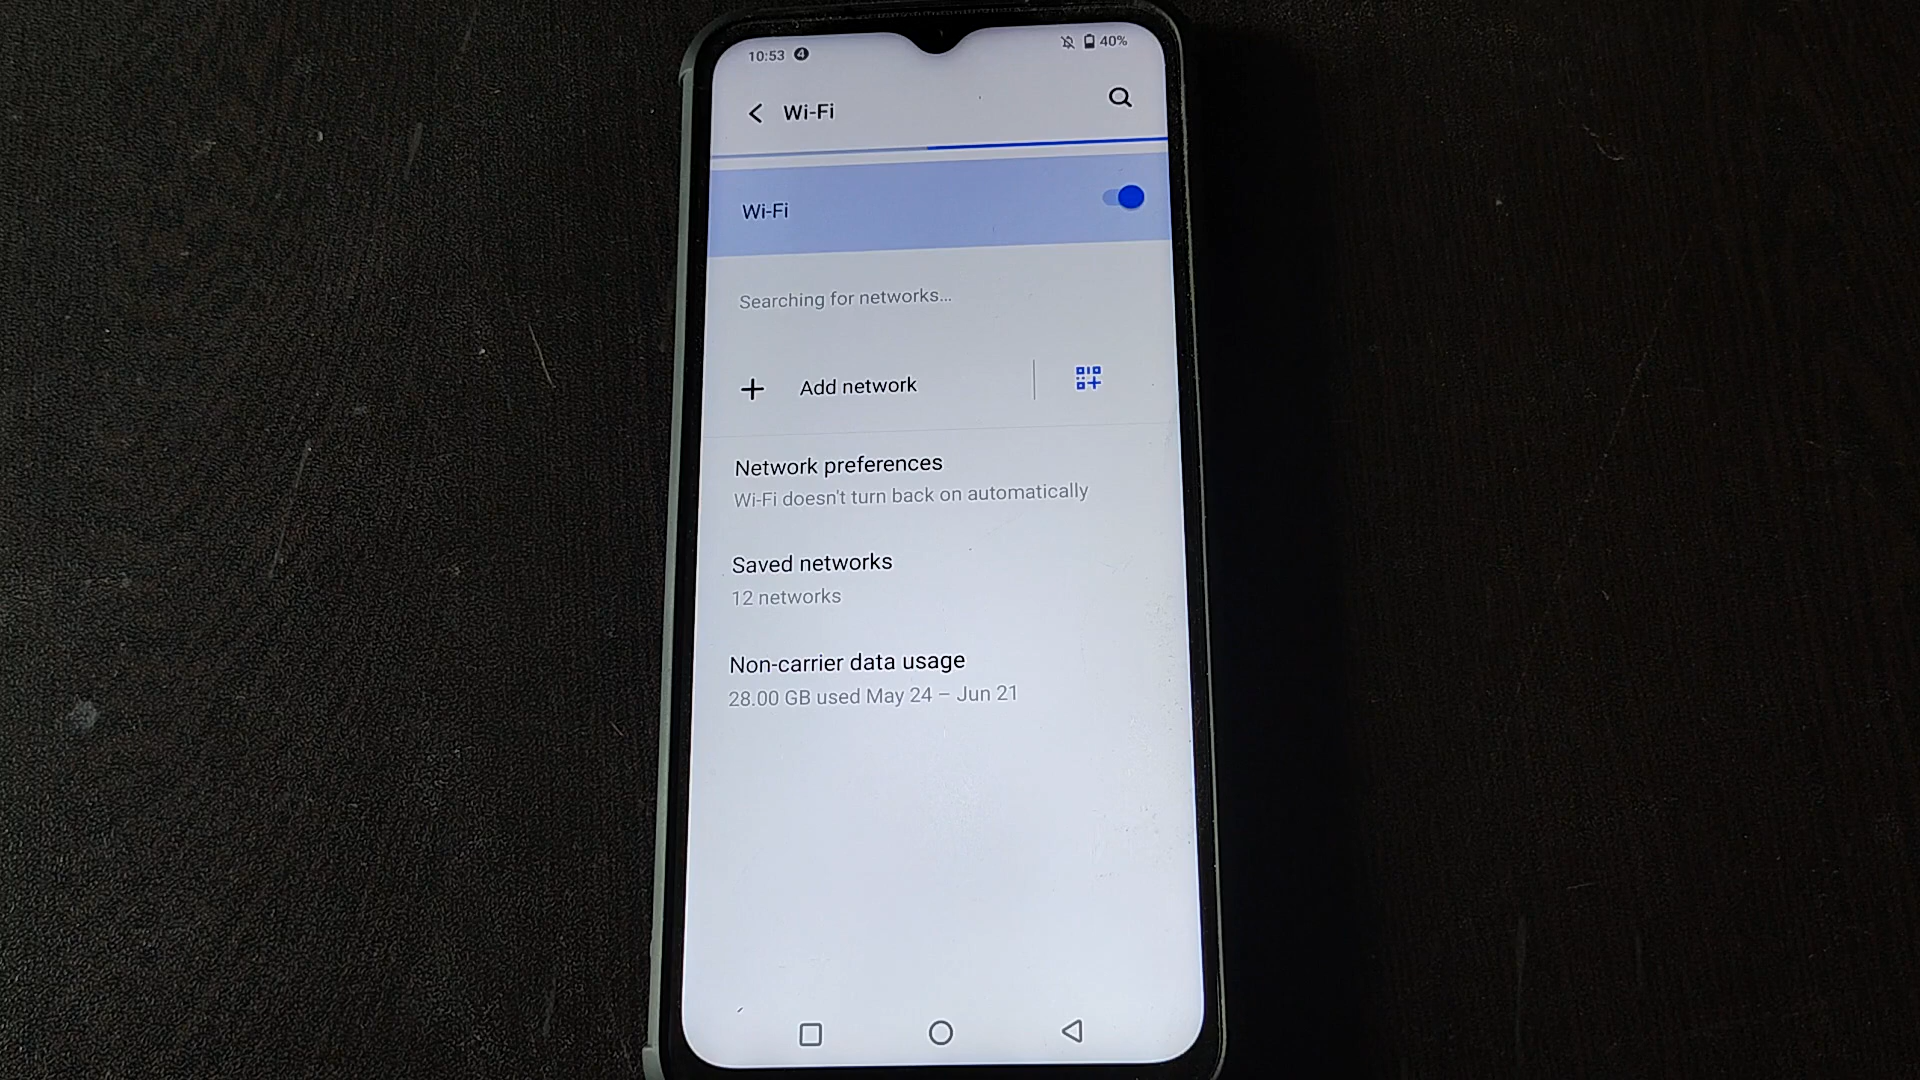 10:53 4 40%
Wi-Fi
Wi-Fi
Searching for networks...
Add network
Network preferences
Wi-Fi doesn't turn back on automatically
Saved networks
12 networks
Non-carrier data usage
28.00 GB used May 24 – Jun 21